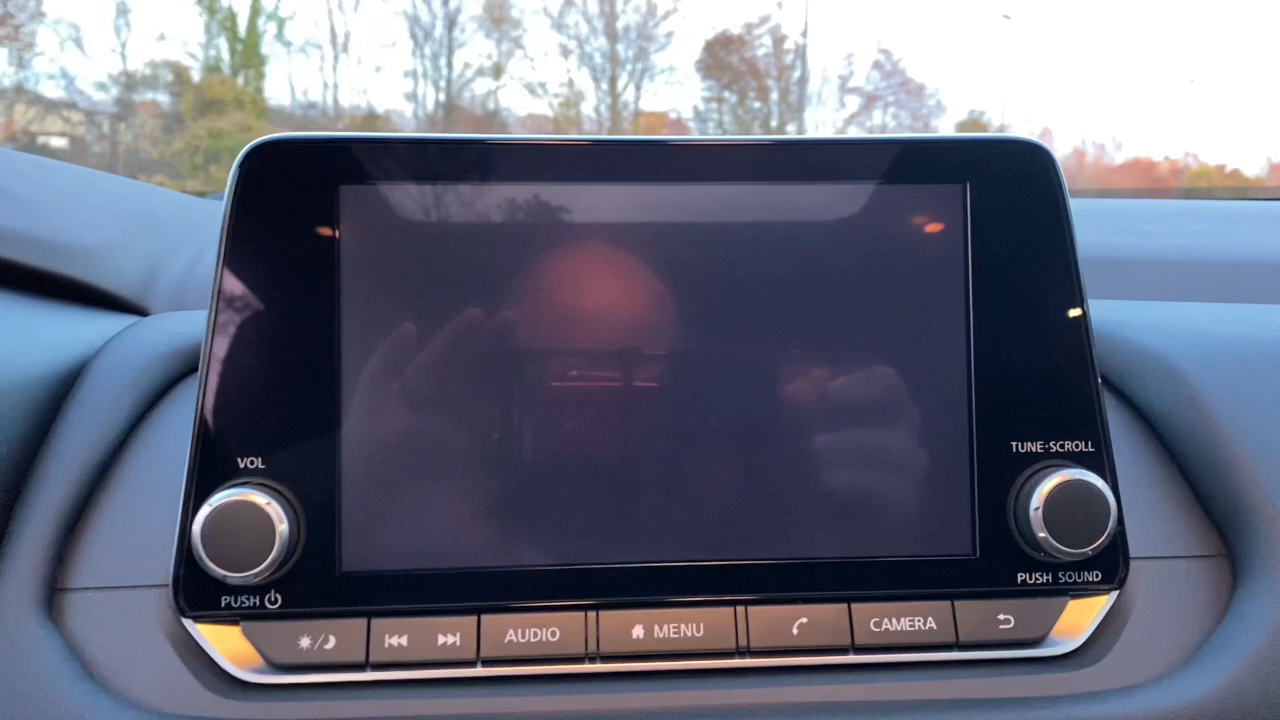 VOL
TUNE·SCROLL
PUSH
PUSH SOUND
AUDIO
MENU
CAMERA